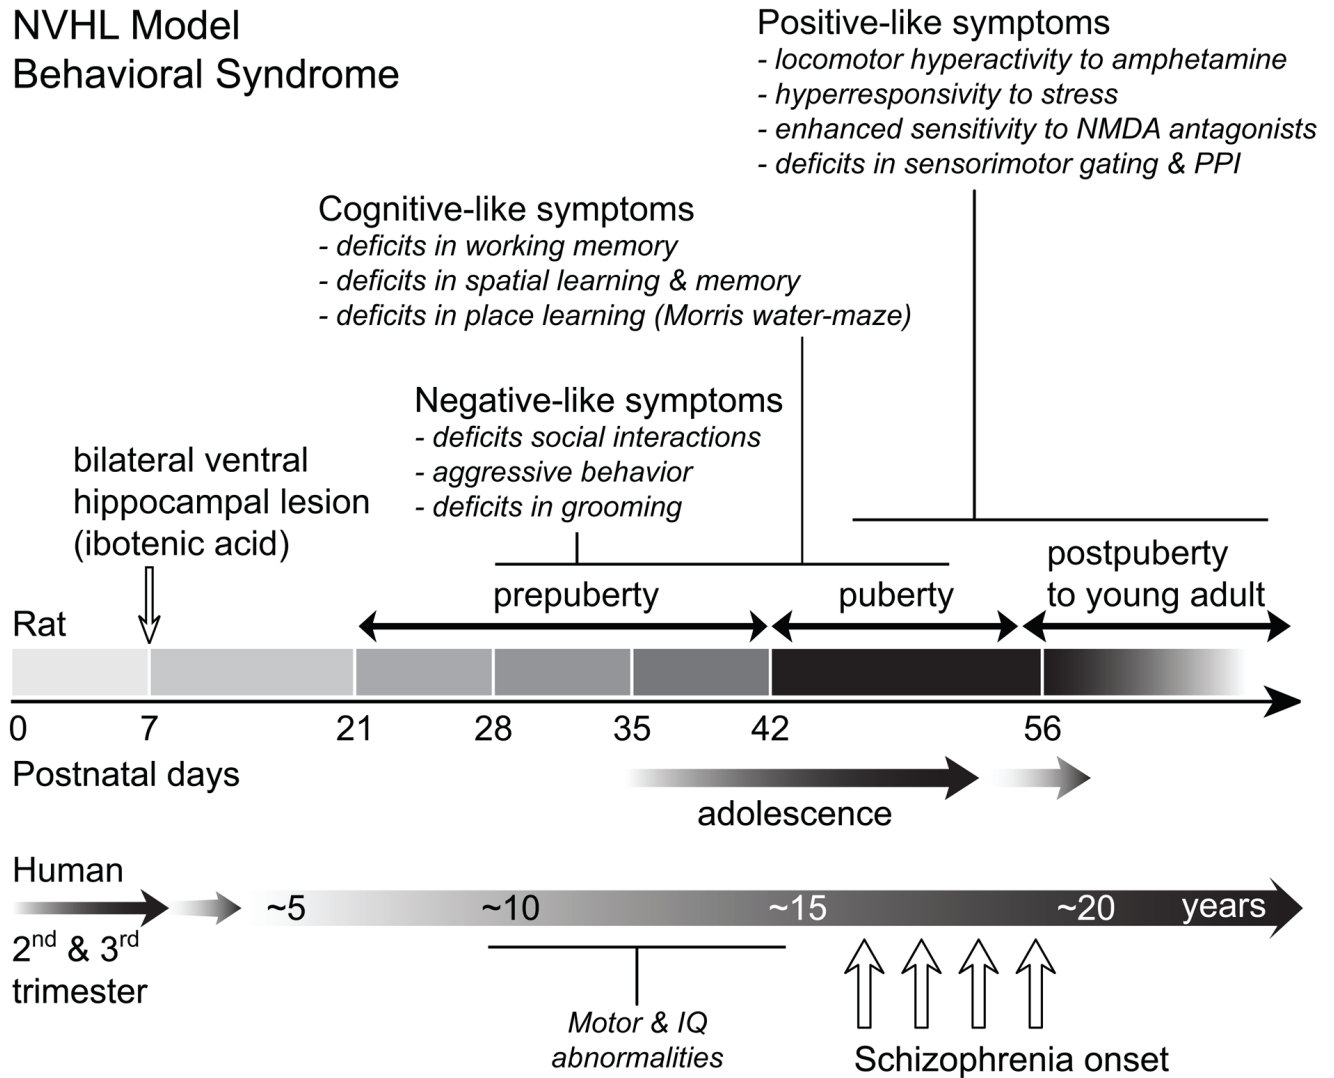 NVHL Model
Behavioral Syndrome
Positive-like symptoms
- locomotor hyperactivity to amphetamine
- hyperresponsivity to stress
- enhanced sensitivity to NMDA antagonists
- deficits in sensorimotor gating & PPI
Cognitive-like symptoms
- deficits in working memory
- deficits in spatial learning & memory
- deficits in place learning (Morris water-maze)
Negative-like symptoms
- deficits social interactions
- aggressive behavior
- deficits in grooming
bilateral ventral
hippocampal lesion
(ibotenic acid)
prepuberty
puberty
postpuberty
to young adult
Rat
0 7 21 28 35 42 56
Postnatal days
adolescence
Human
~5 ~10 ~15 ~20 years
2nd & 3rd
trimester
Motor & IQ
abnormalities
Schizophrenia onset